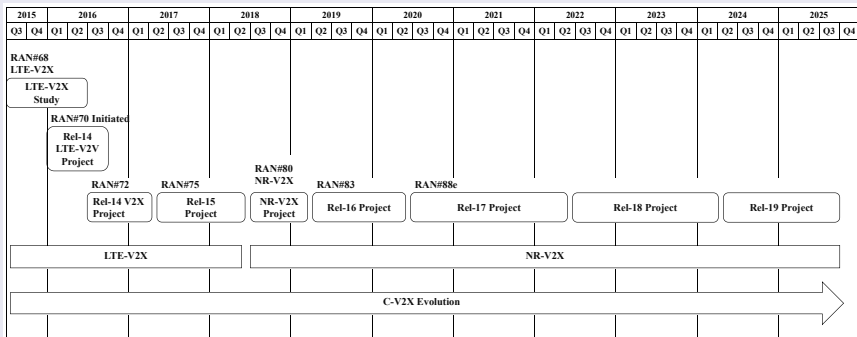 2015 2016 2017 2018 2019 2020 2021 2022 2023 2024 2025
Q3 Q4 Q1 Q2 Q3 Q4 Q1 Q2 Q3 Q4 Q1 Q2 Q3 Q4 Q1 Q2 Q3 Q4 Q1 Q2 Q3 Q4 Q1 Q2 Q3 Q4 Q1 Q2 Q3 Q4 Q1 Q2 Q3 Q4 Q1 Q2 Q3 Q4 Q1 Q2 Q3 Q4
RAN#68
LTE-V2X
LTE-V2X
Study
RAN#70 Initiated
Rel-14
LTE-V2V
Project
RAN#72
Rel-14 V2X
Project
RAN#75
Rel-15
Project
RAN#80
NR-V2X
NR-V2X
Project
RAN#83
Rel-16 Project
RAN#88e
Rel-17 Project
Rel-18 Project
Rel-19 Project
LTE-V2X
NR-V2X
C-V2X Evolution